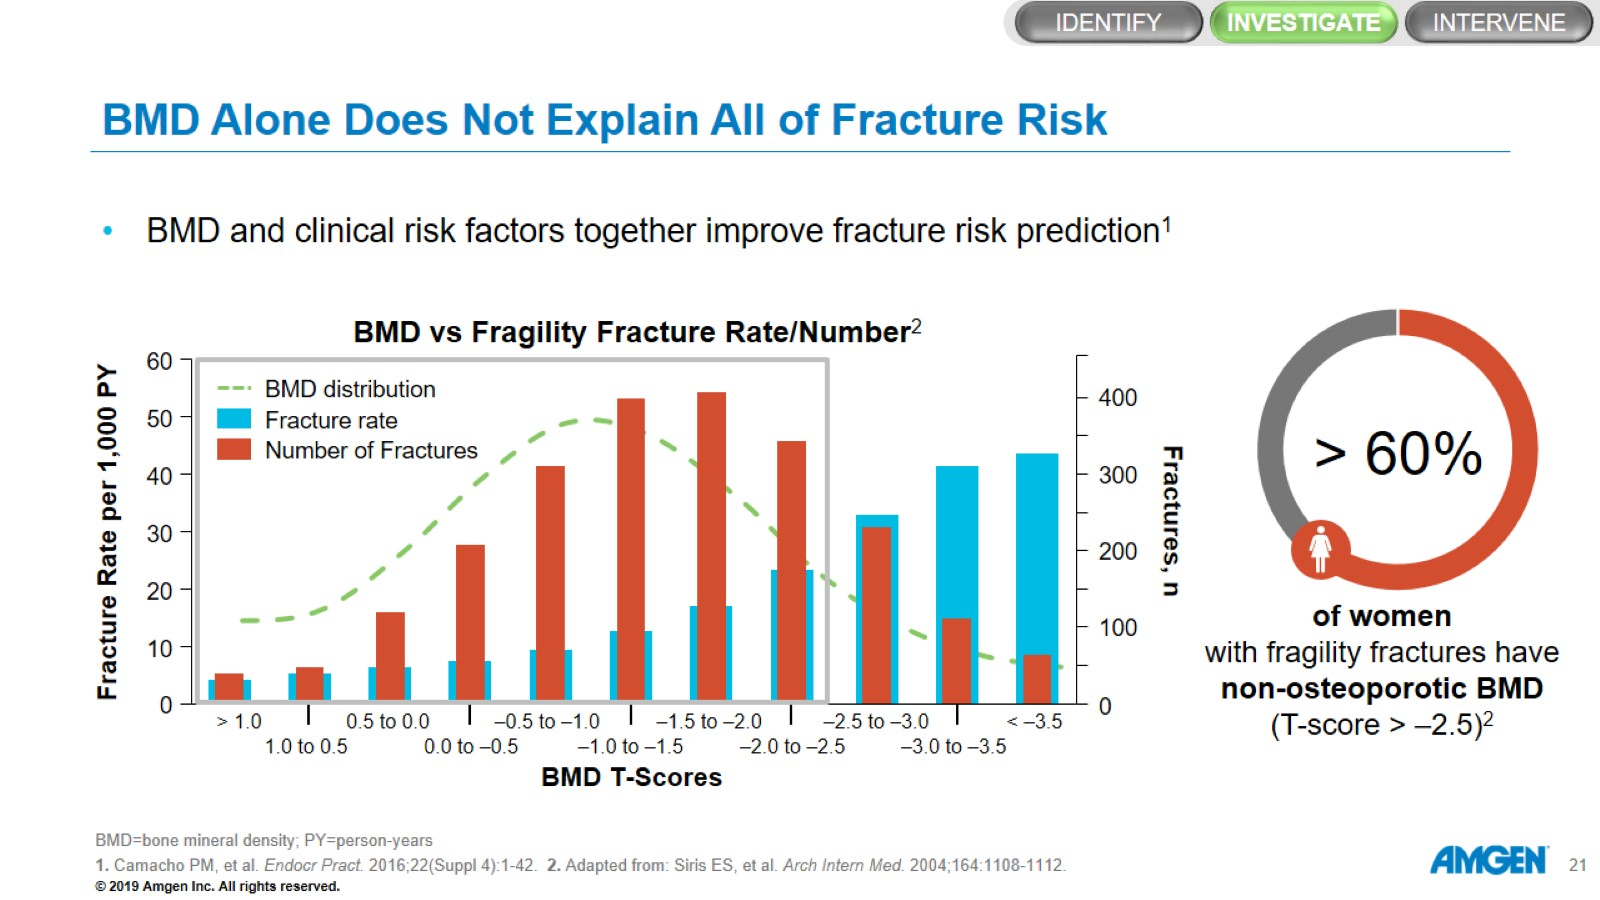 IDENTIFY INVESTIGATE INTERVENE
BMD Alone Does Not Explain All of Fracture Risk
• BMD and clinical risk factors together improve fracture risk prediction¹
BMD vs Fragility Fracture Rate/Number²
Fracture Rate per 1,000 PY
60
50
40
30
20
10
0
BMD distribution
Fracture rate
Number of Fractures
400
300
200
100
0
Fractures, n
> 1.0
1.0 to 0.5
0.5 to 0.0
0.0 to –0.5
–0.5 to –1.0
–1.0 to –1.5
–1.5 to –2.0
–2.0 to –2.5
–2.5 to –3.0
–3.0 to –3.5
< –3.5
BMD T-Scores
> 60%
of women
with fragility fractures have
non-osteoporotic BMD
(T-score > –2.5)²
BMD=bone mineral density; PY=person-years
1. Camacho PM, et al. Endocr Pract. 2016;22(Suppl 4):1-42. 2. Adapted from: Siris ES, et al. Arch Intern Med. 2004;164:1108-1112.
© 2019 Amgen Inc. All rights reserved.
AMGEN
21